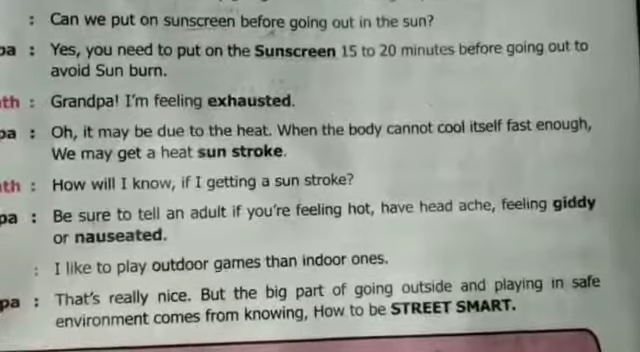 : Can we put on sunscreen before going out in the sun?
pa : Yes, you need to put on the Sunscreen 15 to 20 minutes before going out to
avoid Sun burn.
th : Grandpa! I'm feeling exhausted.
pa : Oh, it may be due to the heat. When the body cannot cool itself fast enough,
We may get a heat sun stroke.
th : How will I know, if I getting a sun stroke?
pa : Be sure to tell an adult if you're feeling hot, have head ache, feeling giddy
or nauseated.
: I like to play outdoor games than indoor ones.
pa : That's really nice. But the big part of going outside and playing in safe
environment comes from knowing, How to be STREET SMART.